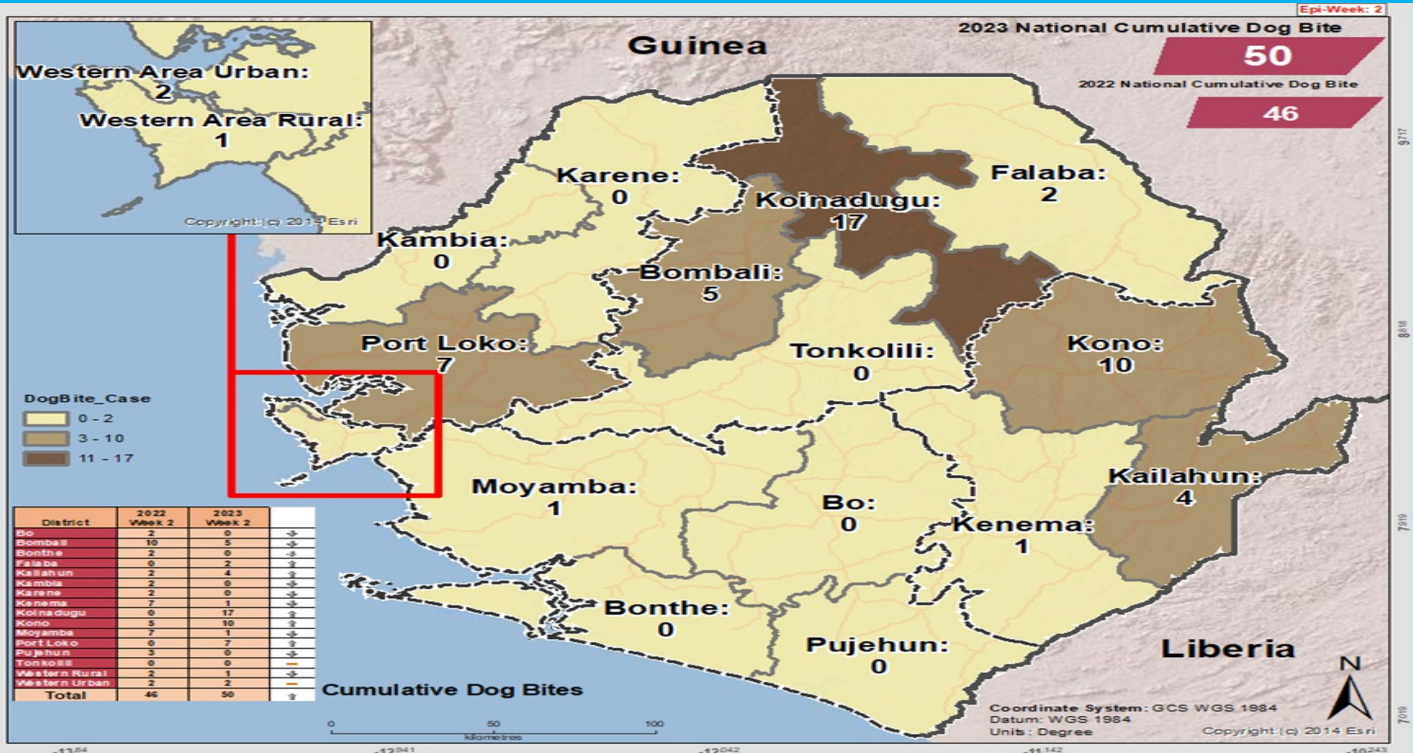 Epi-Week: 2
2023 National Cumulative Dog Bite
50
2022 National Cumulative Dog Bite
46
Guinea
Western Area Urban:
2
Western Area Rural:
1
Copyright:(c) 2014 Esri
Karene:
0
Falaba:
2
Koinadugu:
17
Kambia:
0
Bombali:
5
Port Loko:
7
Tonkolili:
0
Kono:
10
DogBite_Case
0 - 2
3 - 10
11 - 17
Moyamba:
1
Bo:
0
Kailahun:
4
Kenema:
1
Bonthe:
0
Pujehun:
0
Liberia
N
District 2022 Week 2 2023 Week 2
Bo 2 0
Bombali 10 5
Bonthe 2 0
Falaba 0 2
Kailahun 2 4
Kambia 2 0
Karene 2 0
Kenema 7 1
Koinadugu 0 17
Kono 5 10
Moyamba 7 1
Port Loko 0 7
Pujehun 3 0
Tonkolili 0 0
Western Rural 2 1
Western Urban 2 2
Total 46 50
Cumulative Dog Bites
0 50 100
kilometres
Coordinate System: GCS WGS 1984
Datum: WGS 1984
Units: Degree
Copyright:(c) 2014 Esri